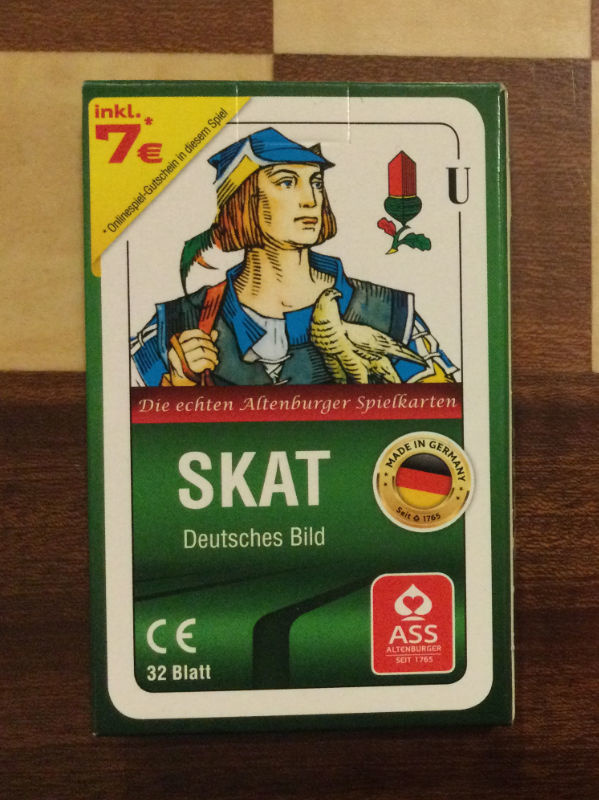 inkl.
7€*
* Onlinespiel-Gutschein in diesem Spiel
U
Die echten Altenburger Spielkarten
SKAT
Deutsches Bild
MADE IN GERMANY
Seit 1765
CE
32 Blatt
ASS
ALTENBURGER
SEIT 1765